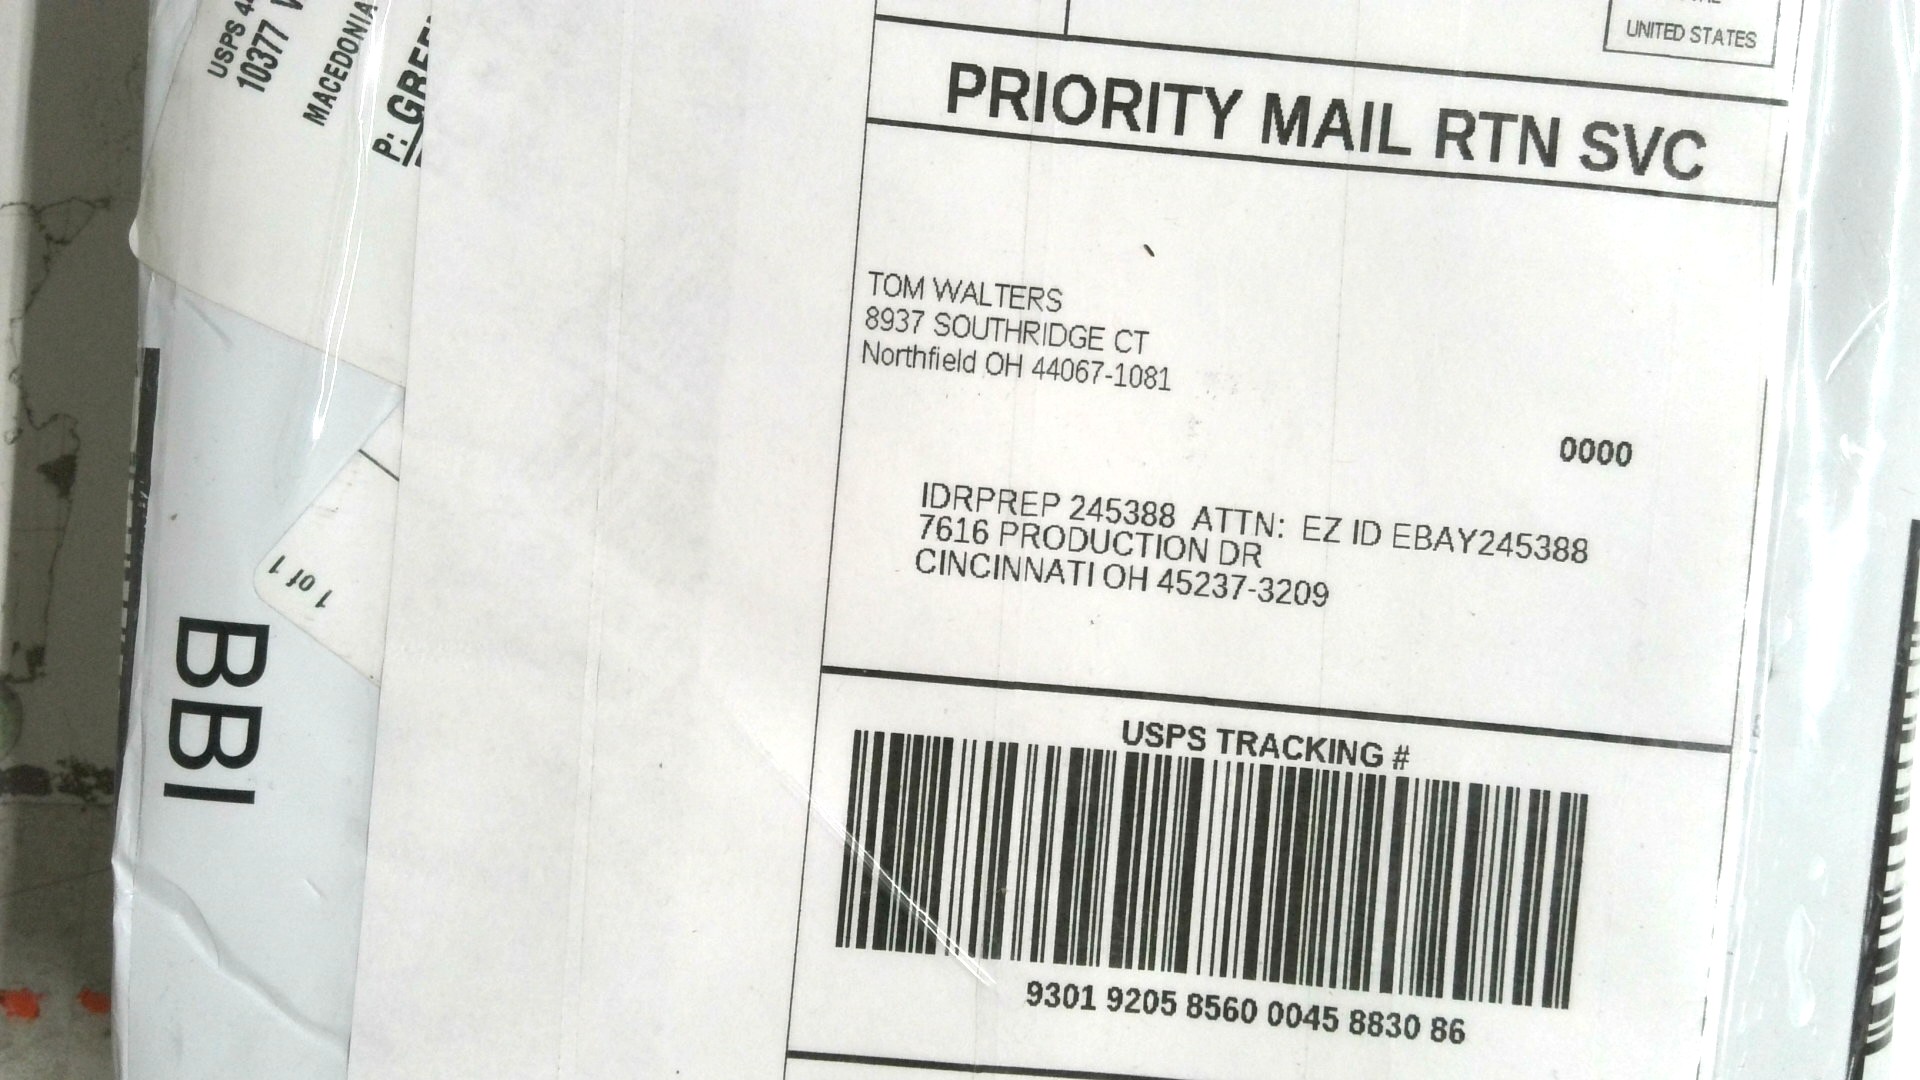 USPS
10377
MACEDONIA
P:
UNITED STATES
PRIORITY MAIL RTN SVC
TOM WALTERS
8937 SOUTHRIDGE CT
Northfield OH 44067-1081
0000
IDRPREP 245388 ATTN: EZ ID EBAY245388
7616 PRODUCTION DR
CINCINNATI OH 45237-3209
1 of 1
BBI
USPS TRACKING #
9301 9205 8560 0045 8830 86